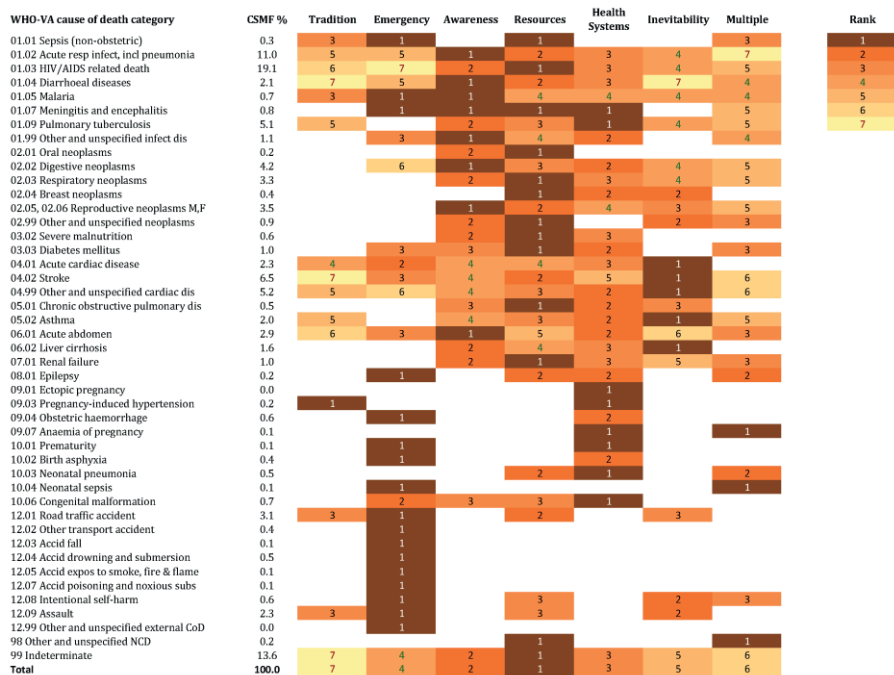 WHO-VA cause of death category CSMF % Tradition Emergency Awareness Resources Health Systems Inevitability Multiple Rank
01.01 Sepsis (non-obstetric) 0.3 3 1 1 3 1
01.02 Acute resp infect, incl pneumonia 11.0 5 5 1 2 3 4 7 2
01.03 HIV/AIDS related death 19.1 6 7 2 1 3 4 5 3
01.04 Diarrhoeal diseases 2.1 7 5 1 2 3 7 4 4
01.05 Malaria 0.7 3 1 1 4 4 4 4 5
01.07 Meningitis and encephalitis 0.8 1 1 1 1 5 6
01.09 Pulmonary tuberculosis 5.1 5 2 3 1 4 5 7
01.99 Other and unspecified infect dis 1.1 3 1 4 2 4
02.01 Oral neoplasms 0.2 2 1
02.02 Digestive neoplasms 4.2 6 1 3 2 4 5
02.03 Respiratory neoplasms 3.3 2 1 3 4 5
02.04 Breast neoplasms 0.4 1 2 2
02.05, 02.06 Reproductive neoplasms M,F 3.5 1 2 4 3 5
02.99 Other and unspecified neoplasms 0.9 2 1 2 3
03.02 Severe malnutrition 0.6 2 1 3
03.03 Diabetes mellitus 1.0 3 3 1 2 3
04.01 Acute cardiac disease 2.3 4 2 4 4 3 1
04.02 Stroke 6.5 7 3 4 2 5 1 6
04.99 Other and unspecified cardiac dis 5.2 5 6 4 3 2 1 6
05.01 Chronic obstructive pulmonary dis 0.5 3 1 2 3
05.02 Asthma 2.0 5 4 3 2 1 5
06.01 Acute abdomen 2.9 6 3 1 5 2 6 3
06.02 Liver cirrhosis 1.6 2 4 3 1
07.01 Renal failure 1.0 2 1 3 5 3
08.01 Epilepsy 0.2 1 2 2 2
09.01 Ectopic pregnancy 0.0 1
09.03 Pregnancy-induced hypertension 0.2 1 1
09.04 Obstetric haemorrhage 0.6 1 2
09.07 Anaemia of pregnancy 0.1 1 1
10.01 Prematurity 0.1 1 1
10.02 Birth asphyxia 0.4 1 2
10.03 Neonatal pneumonia 0.5 2 1 2
10.04 Neonatal sepsis 0.1 1 1
10.06 Congenital malformation 0.7 2 3 3 1
12.01 Road traffic accident 3.1 3 1 2 3
12.02 Other transport accident 0.4 1
12.03 Accid fall 0.1 1
12.04 Accid drowning and submersion 0.5 1
12.05 Accid expos to smoke, fire & flame 0.1 1
12.07 Accid poisoning and noxious subs 0.1 1
12.08 Intentional self-harm 0.6 1 3 2 3
12.09 Assault 2.3 3 1 3 2
12.99 Other and unspecified external CoD 0.0 1
98 Other and unspecified NCD 0.2 1 1
99 Indeterminate 13.6 7 4 2 1 3 5 6
Total 100.0 7 4 2 1 3 5 6